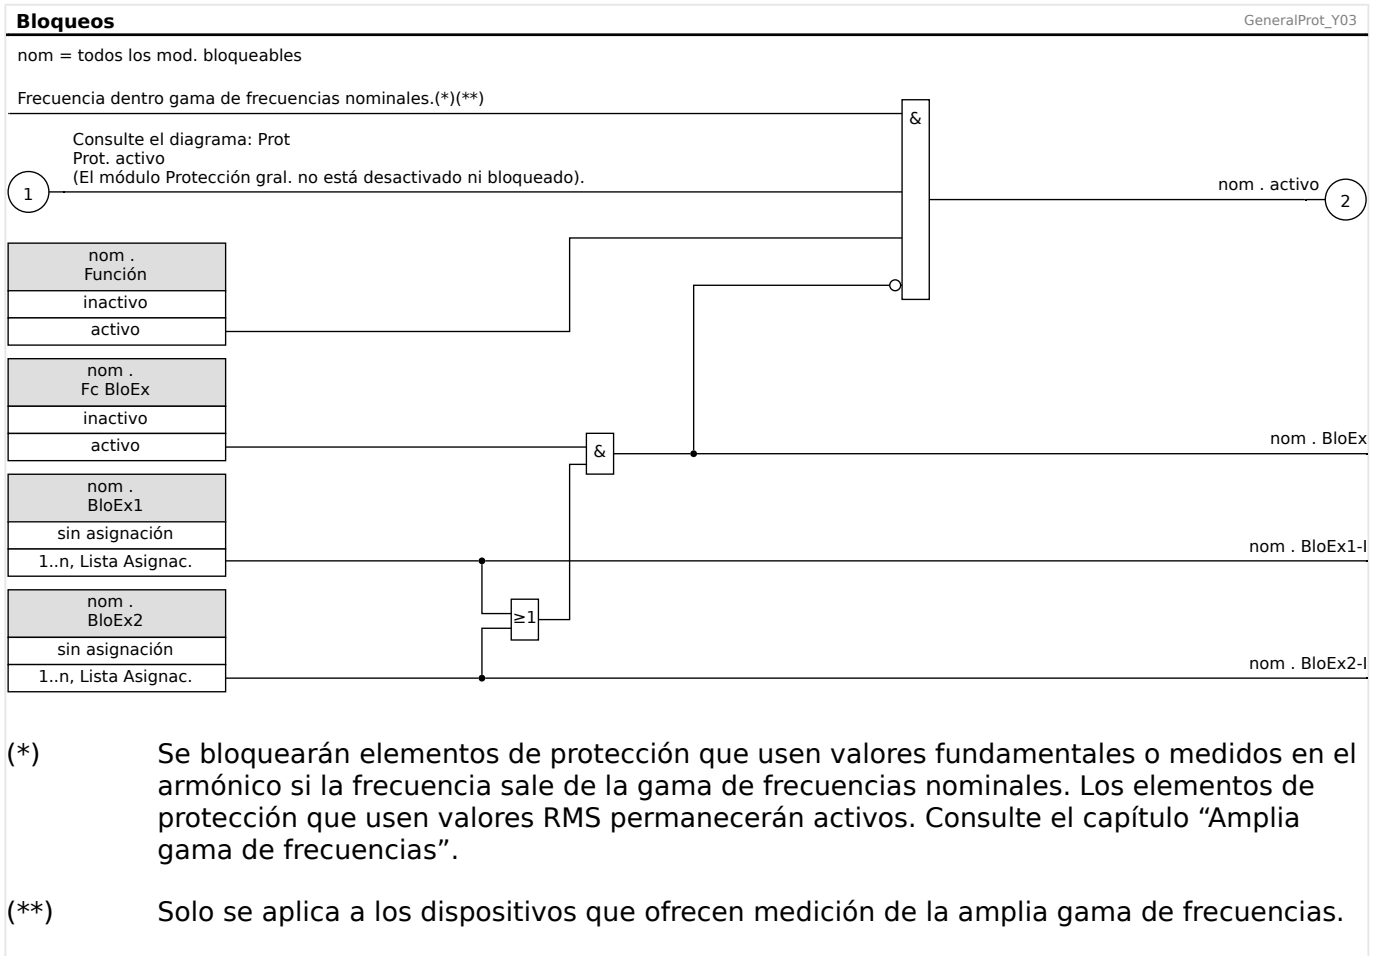 Bloqueos
GeneralProt_Y03
nom = todos los mod. bloqueables
Frecuencia dentro gama de frecuencias nominales.(*)(**)
&
Consulte el diagrama: Prot
Prot. activo
(El módulo Protección gral. no está desactivado ni bloqueado).
1
nom . activo
2
nom .
Función
inactivo
activo
nom .
Fc BloEx
inactivo
activo
&
nom . BloEx
nom .
BloEx1
sin asignación
1..n, Lista Asignac.
nom . BloEx1-I
nom .
BloEx2
≥1
sin asignación
1..n, Lista Asignac.
nom . BloEx2-I
(*) Se bloquearán elementos de protección que usen valores fundamentales o medidos en el
armónico si la frecuencia sale de la gama de frecuencias nominales. Los elementos de
protección que usen valores RMS permanecerán activos. Consulte el capítulo “Amplia
gama de frecuencias”.
(**) Solo se aplica a los dispositivos que ofrecen medición de la amplia gama de frecuencias.